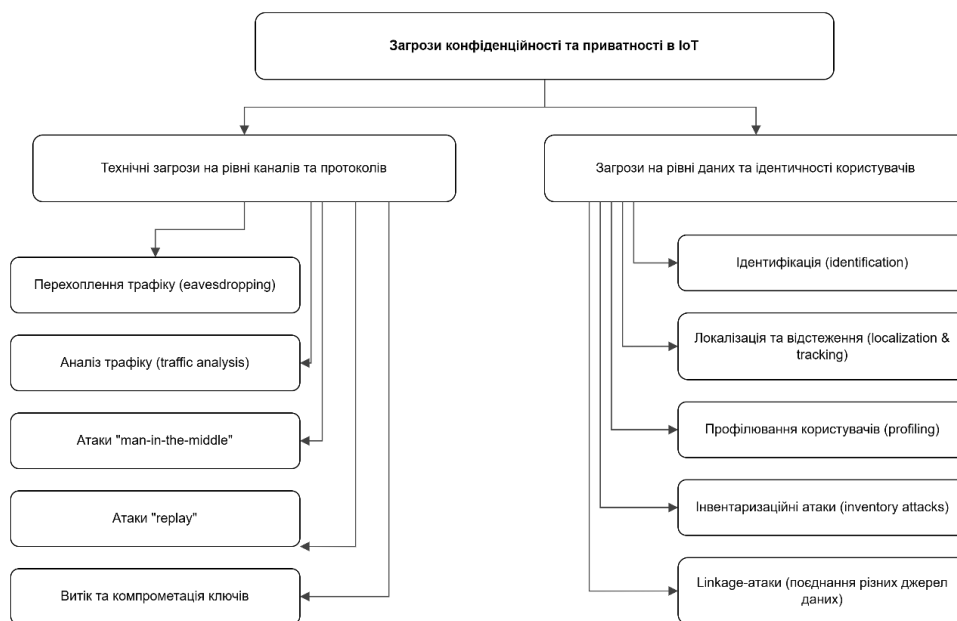 Загрози конфіденційності та приватності в IoT
Технічні загрози на рівні каналів та протоколів
Загрози на рівні даних та ідентичності користувачів
Перехоплення трафіку (eavesdropping)
Аналіз трафіку (traffic analysis)
Атаки "man-in-the-middle"
Атаки "replay"
Витік та компрометація ключів
Ідентифікація (identification)
Локалізація та відстеження (localization &
tracking)
Профілювання користувачів (profiling)
Інвентаризаційні атаки (inventory attacks)
Linkage-атаки (поєднання різних джерел
даних)